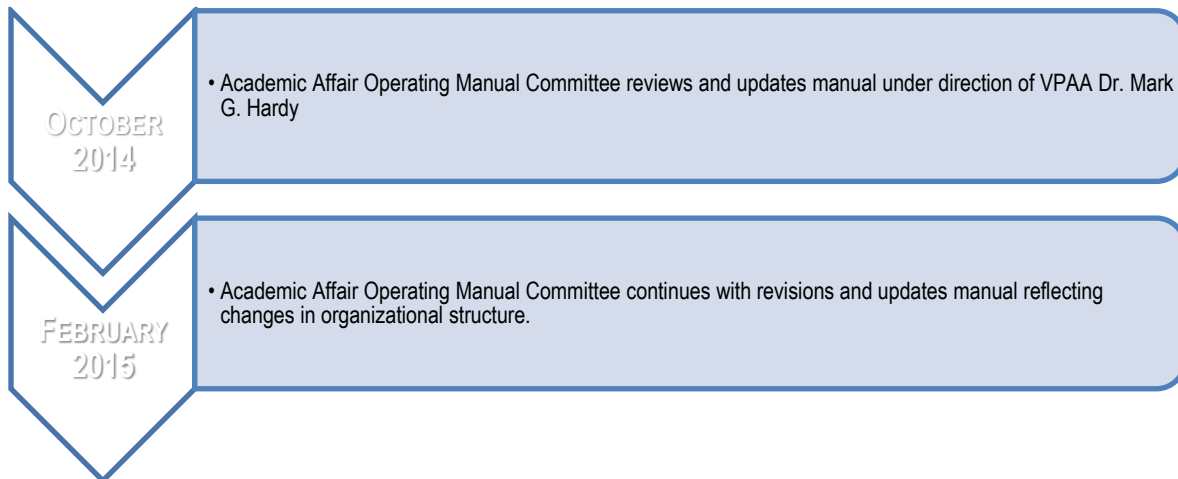 OCTOBER
2014
• Academic Affair Operating Manual Committee reviews and updates manual under direction of VPAA Dr. Mark
G. Hardy
FEBRUARY
2015
• Academic Affair Operating Manual Committee continues with revisions and updates manual reflecting
changes in organizational structure.